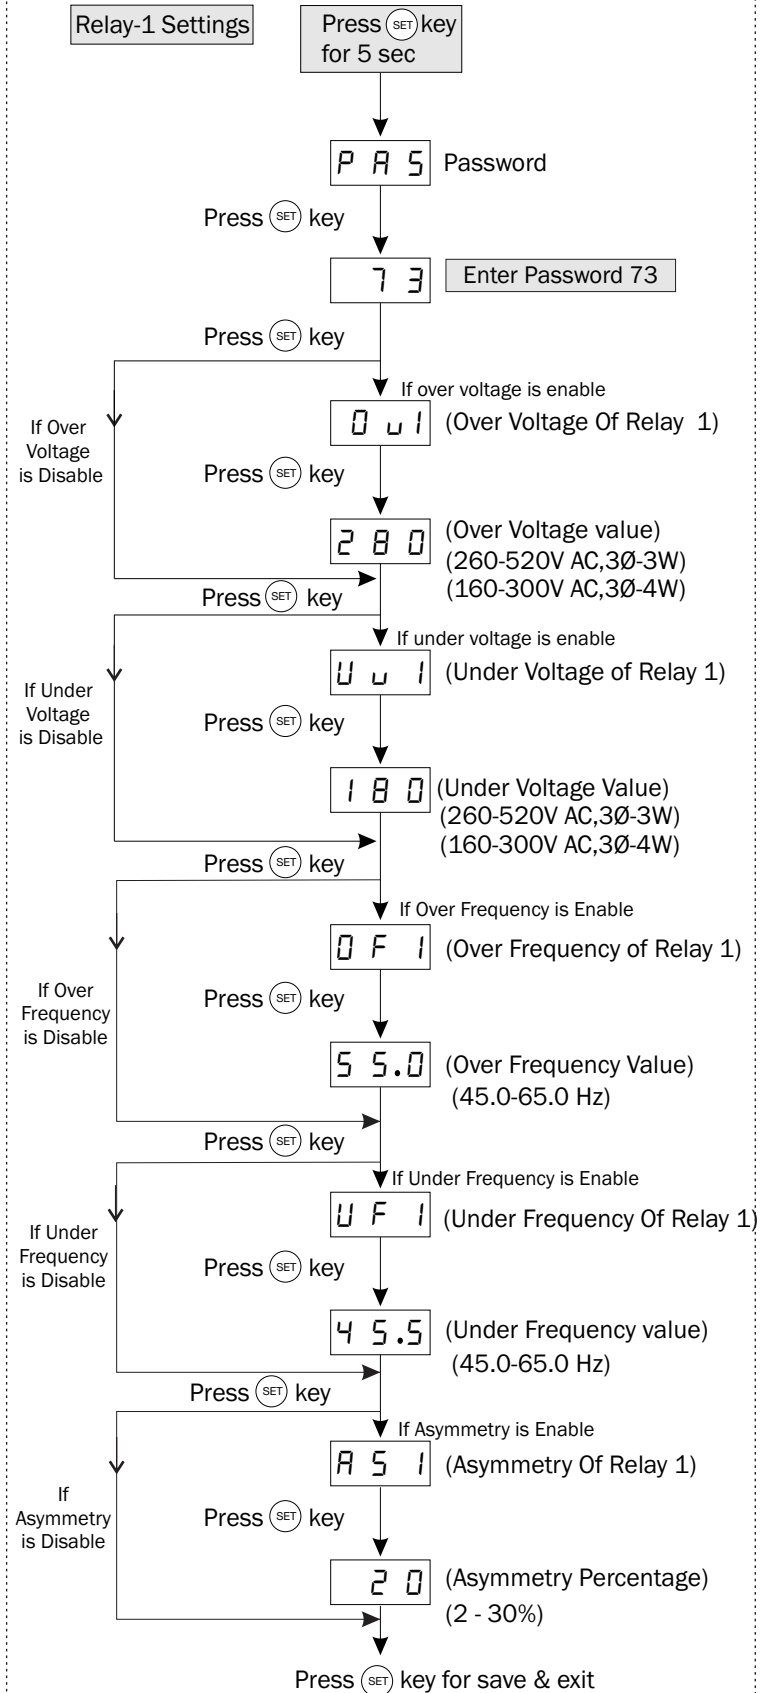 Relay-1 Settings
Press SET key
for 5 sec
PAS Password
Press SET key
73 Enter Password 73
Press SET key
If over voltage is enable
If Over
Voltage
is Disable
0u1 (Over Voltage Of Relay 1)
Press SET key
280 (Over Voltage value)
(260-520V AC,3Ø-3W)
(160-300V AC,3Ø-4W)
Press SET key
If under voltage is enable
If Under
Voltage
is Disable
Uu1 (Under Voltage of Relay 1)
Press SET key
180 (Under Voltage Value)
(260-520V AC,3Ø-3W)
(160-300V AC,3Ø-4W)
Press SET key
If Over Frequency is Enable
If Over
Frequency
is Disable
0F1 (Over Frequency of Relay 1)
Press SET key
55.0 (Over Frequency Value)
(45.0-65.0 Hz)
Press SET key
If Under Frequency is Enable
If Under
Frequency
is Disable
UF1 (Under Frequency Of Relay 1)
Press SET key
45.5 (Under Frequency value)
(45.0-65.0 Hz)
Press SET key
If Asymmetry is Enable
If
Asymmetry
is Disable
AS1 (Asymmetry Of Relay 1)
Press SET key
20 (Asymmetry Percentage)
(2 - 30%)
Press SET key for save & exit